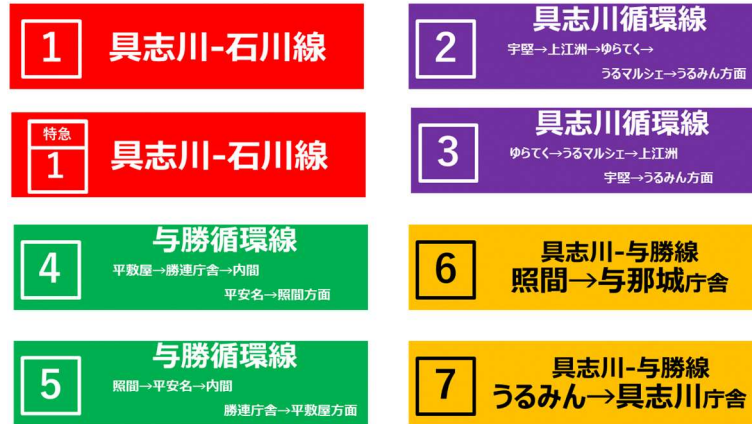 1
具志川-石川線
2
具志川循環線
宇堅→上江洲→ゆらてく→
うるマルシェ→うるみん方面
特急
1
具志川-石川線
3
具志川循環線
ゆらてく→うるマルシェ→上江洲
宇堅→うるみん方面
4
与勝循環線
平敷屋→勝連庁舎→内間
平安名→照間方面
6
具志川-与勝線
照間→与那城庁舎
5
与勝循環線
照間→平安名→内間
勝連庁舎→平敷屋方面
7
具志川-与勝線
うるみん→具志川庁舎